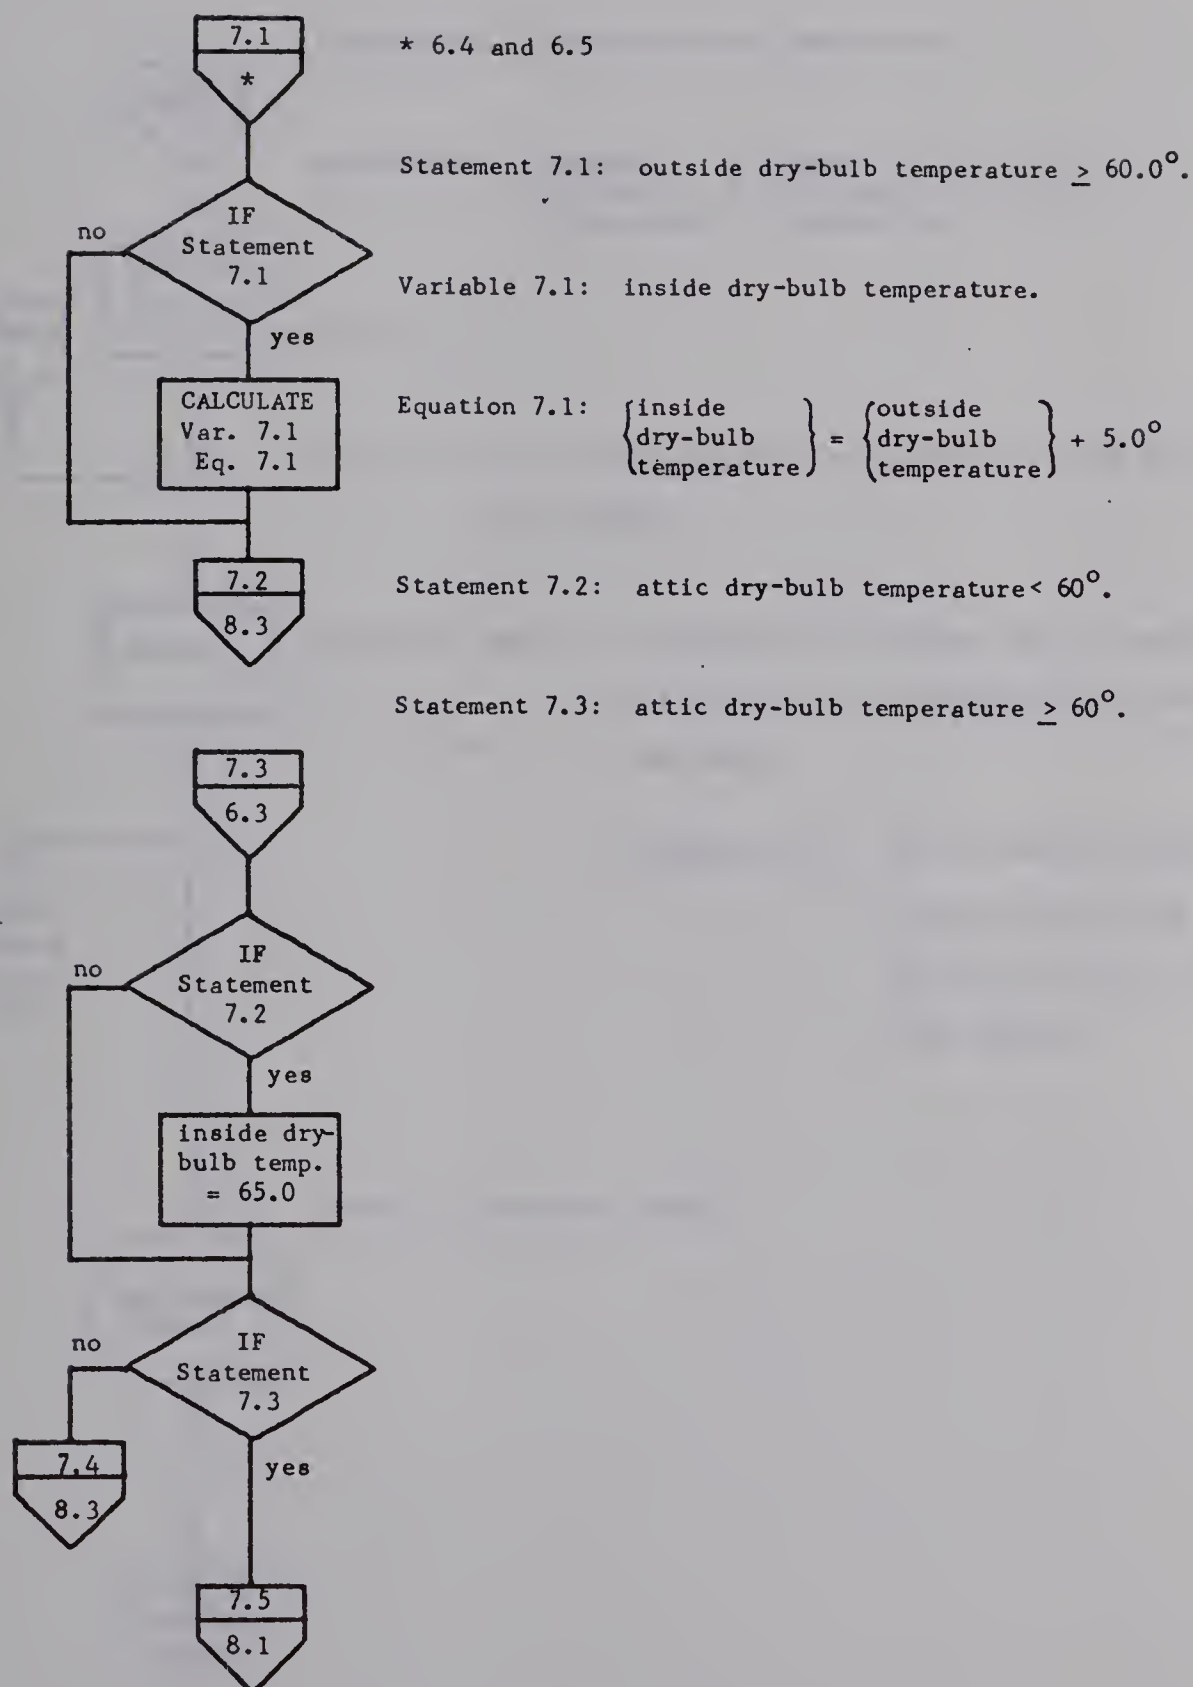 7.1
*
* 6.4 and 6.5
Statement 7.1: outside dry-bulb temperature ≥ 60.0°.
IF
Statement
7.1
no
yes
Variable 7.1: inside dry-bulb temperature.
CALCULATE
Var. 7.1
Eq. 7.1
Equation 7.1: {inside dry-bulb temperature} = {outside dry-bulb temperature} + 5.0°
7.2
8.3
Statement 7.2: attic dry-bulb temperature< 60°.
Statement 7.3: attic dry-bulb temperature ≥ 60°.
7.3
6.3
IF
Statement
7.2
no
yes
inside dry-
bulb temp.
= 65.0
IF
Statement
7.3
no
yes
7.4
8.3
7.5
8.1